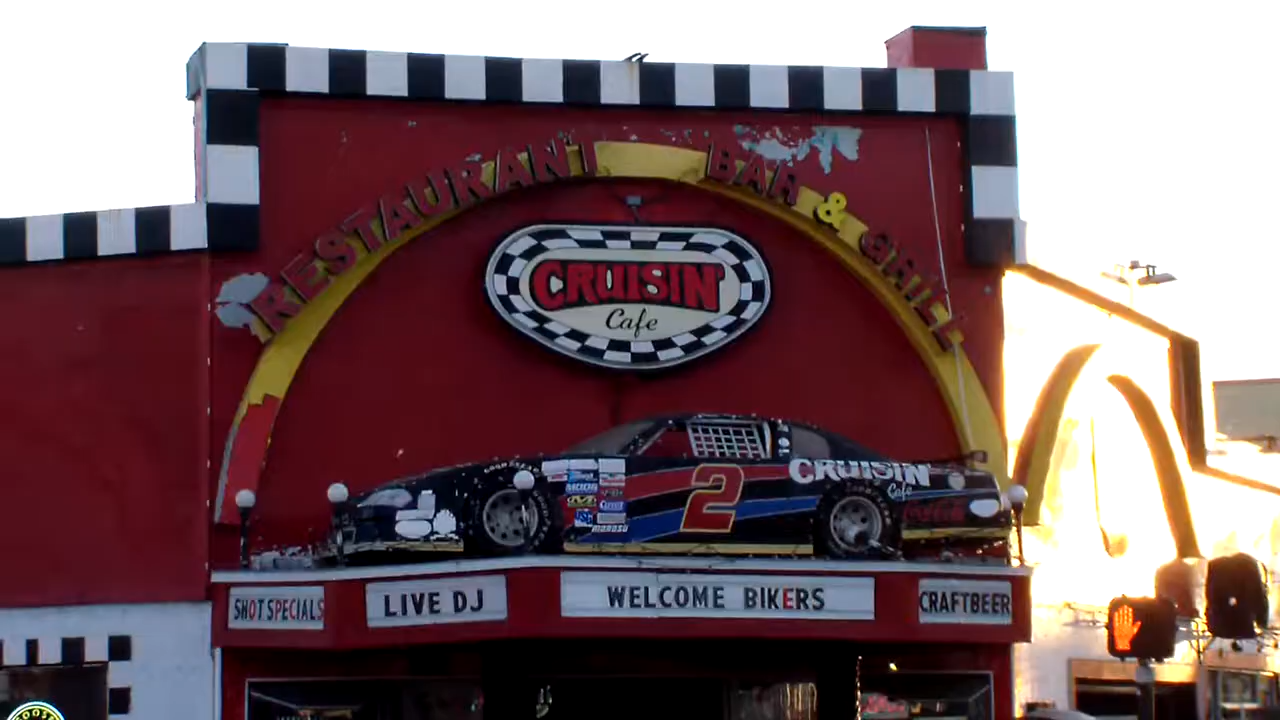 RESTAURANT BAR & GRILL
CRUISIN'
Cafe
2
CRUISIN
Cafe
SHOT SPECIALS
LIVE DJ
WELCOME BIKERS
CRAFTBEER